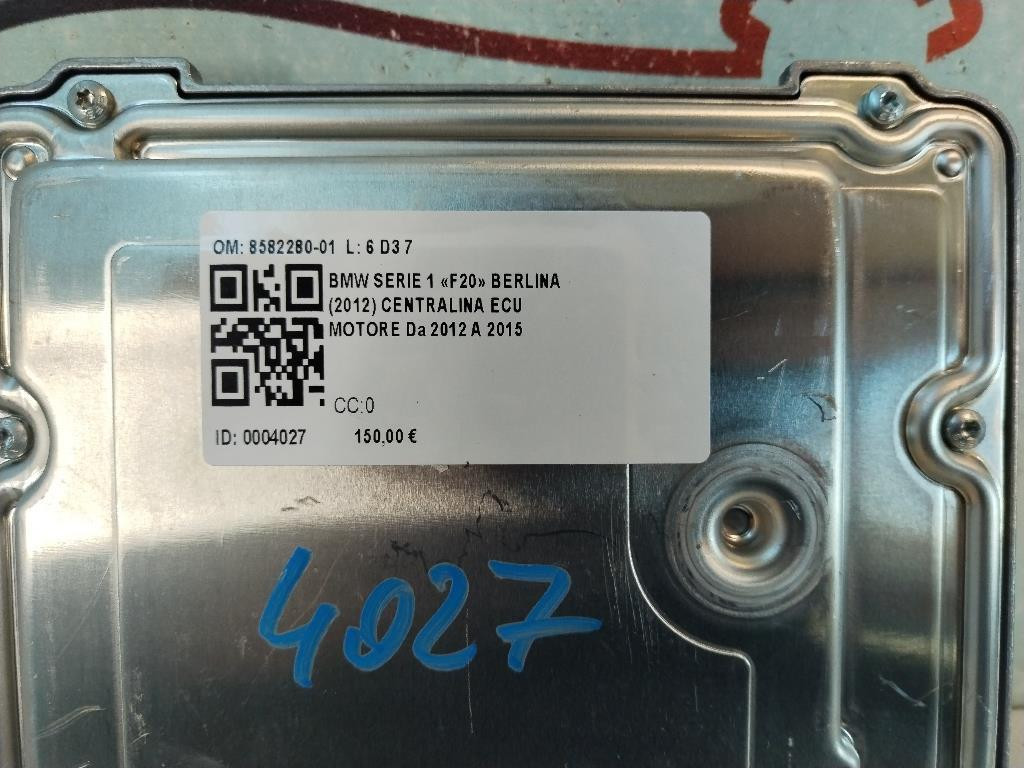 OM: 8582280-01 L: 6 D3 7
BMW SERIE 1 «F20» BERLINA
(2012) CENTRALINA ECU
MOTORE Da 2012 A 2015
CC:0
ID: 0004027 150,00 €
4027